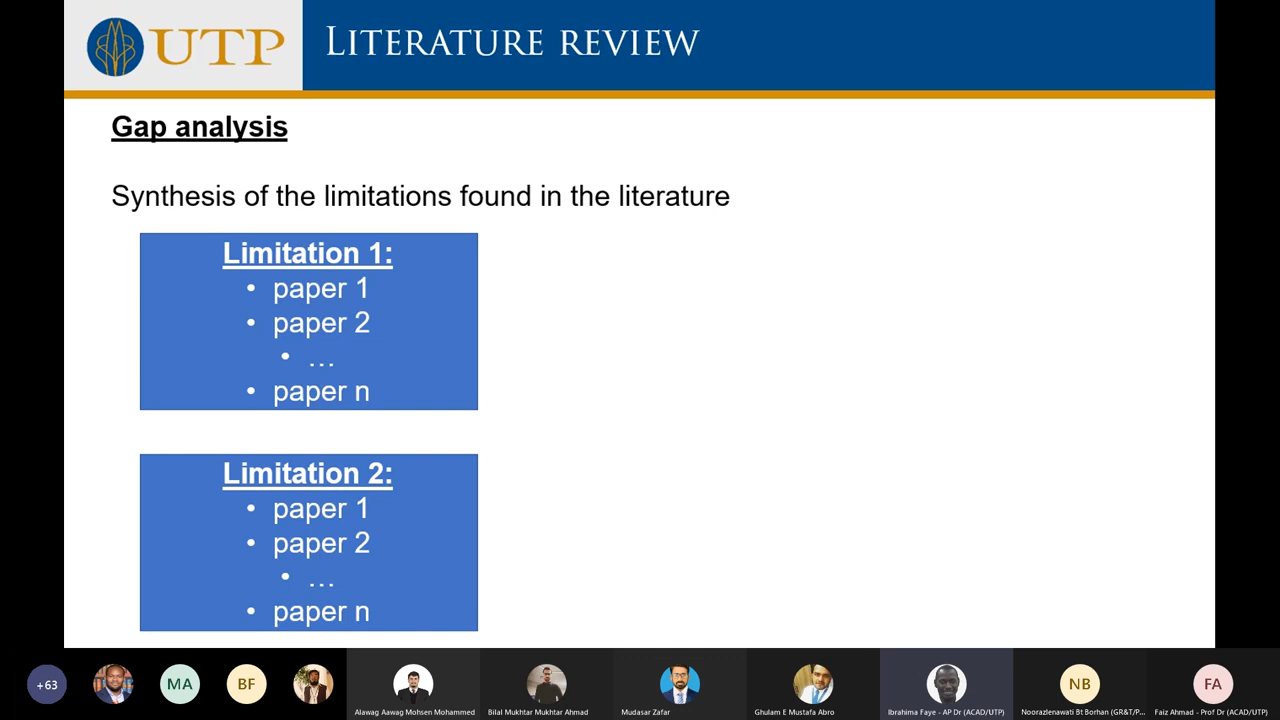 UTP
LITERATURE REVIEW
Gap analysis
Synthesis of the limitations found in the literature
Limitation 1:
• paper 1
• paper 2
• ...
• paper n
Limitation 2:
• paper 1
• paper 2
• ...
• paper n
+63
MA
BF
NB
FA
Alawag Aawag Mohsen Mohammed
Bilal Mukhtar Mukhtar Ahmad
Mudasar Zafar
Ghulam E Mustafa Abro
Ibrahima Faye - AP Dr (ACAD/UTP)
Noorazenawati Bt Borhan (GR&T/P...
Faiz Ahmad - Prof Dr (ACAD/UTP)